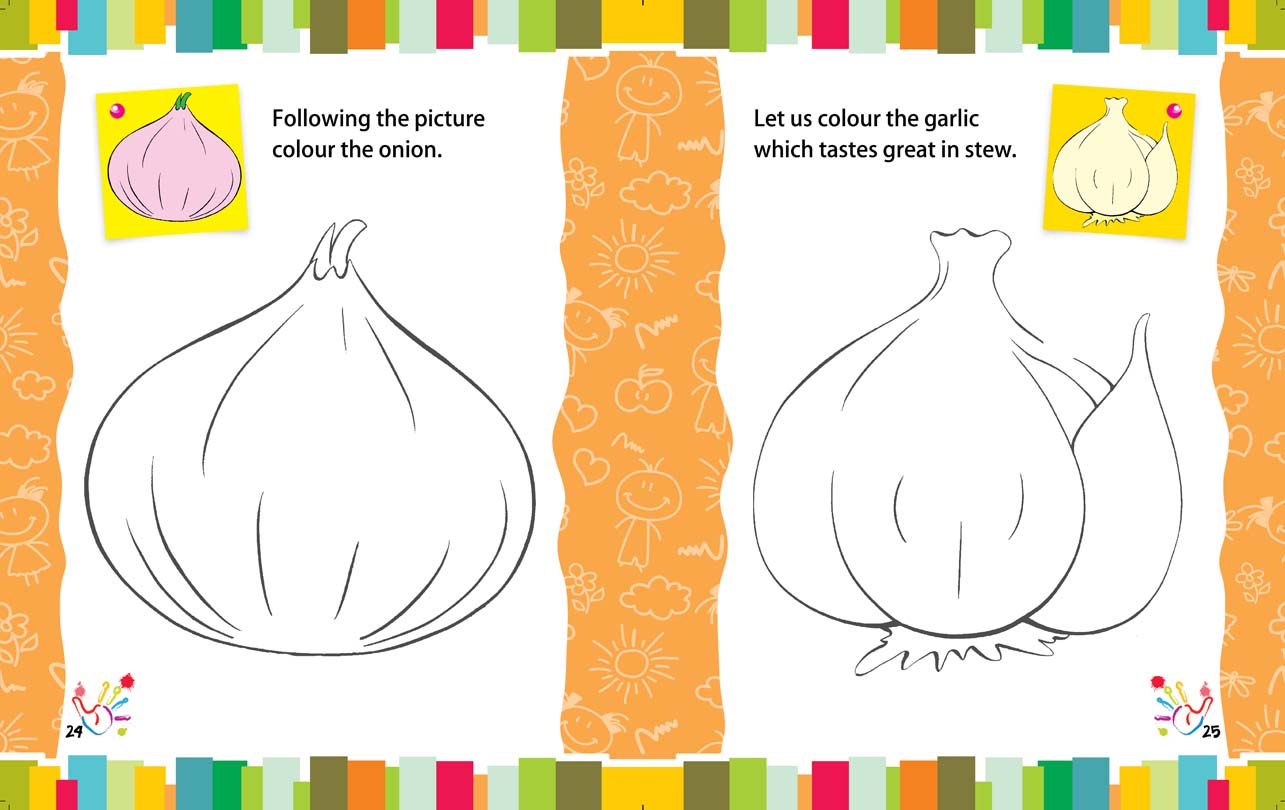 Following the picture
colour the onion.
Let us colour the garlic
which tastes great in stew.
24
25